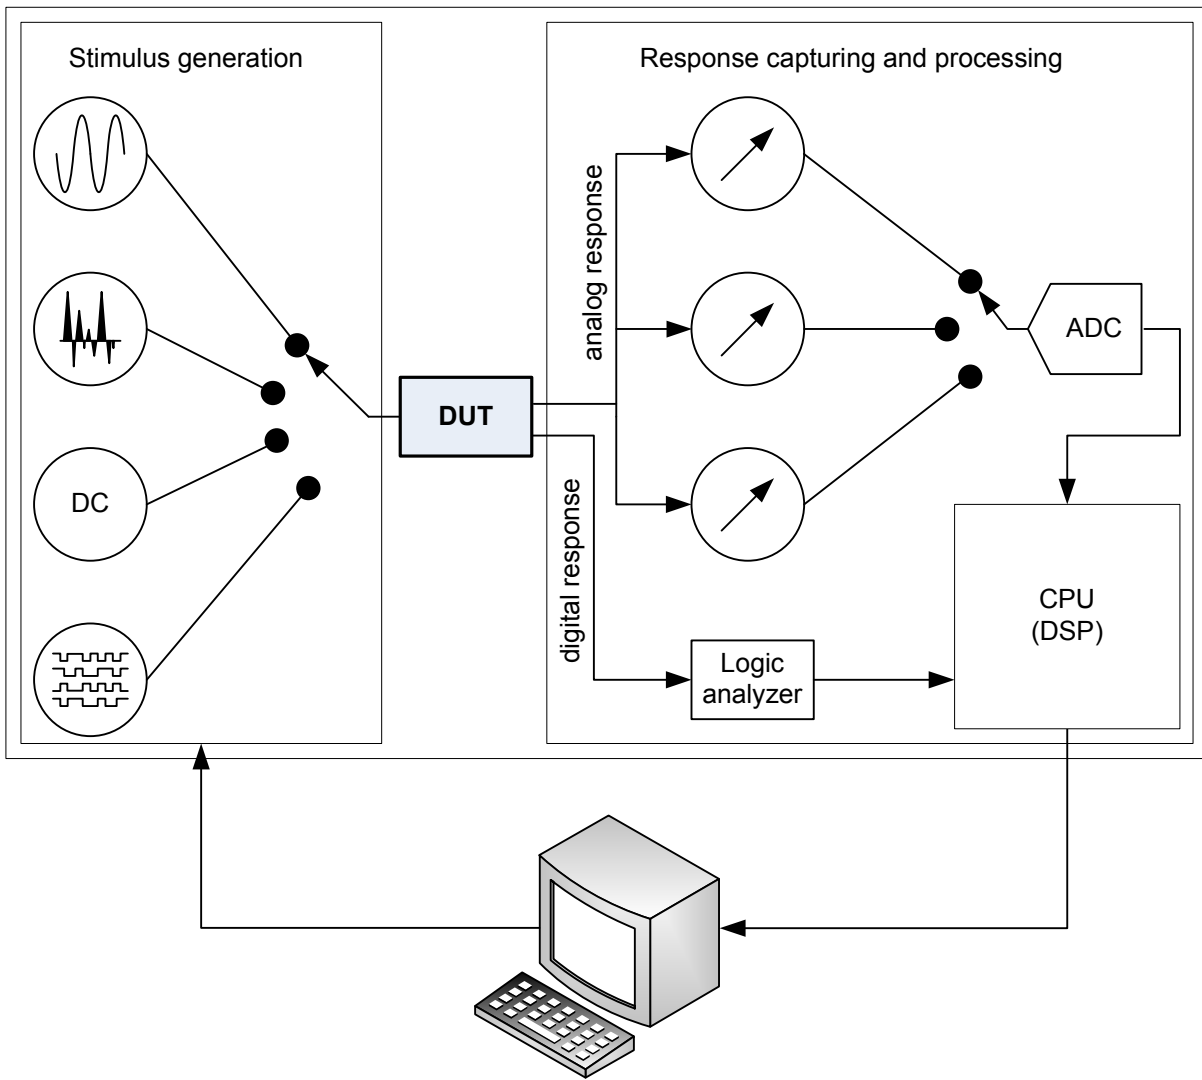 Stimulus generation
Response capturing and processing
analog response
ADC
DUT
DC
digital response
CPU
(DSP)
Logic
analyzer